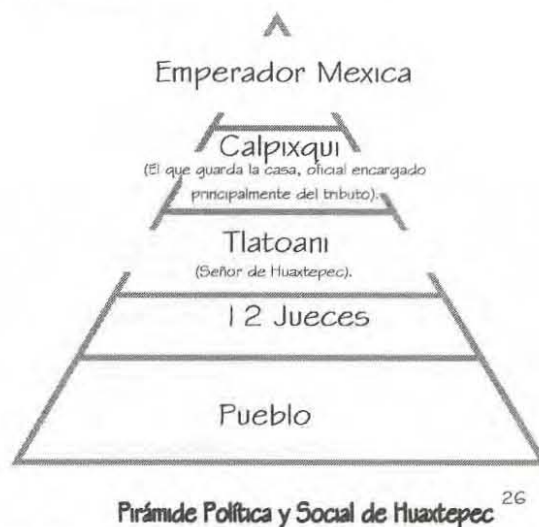 Emperador Mexica
Calpixqui
(El que guarda la casa, oficial encargado
principalmente del tributo).
Tlatoani
(Señor de Huaxtepec).
12 Jueces
Pueblo
Pirámide Política y Social de Huaxtepec 26